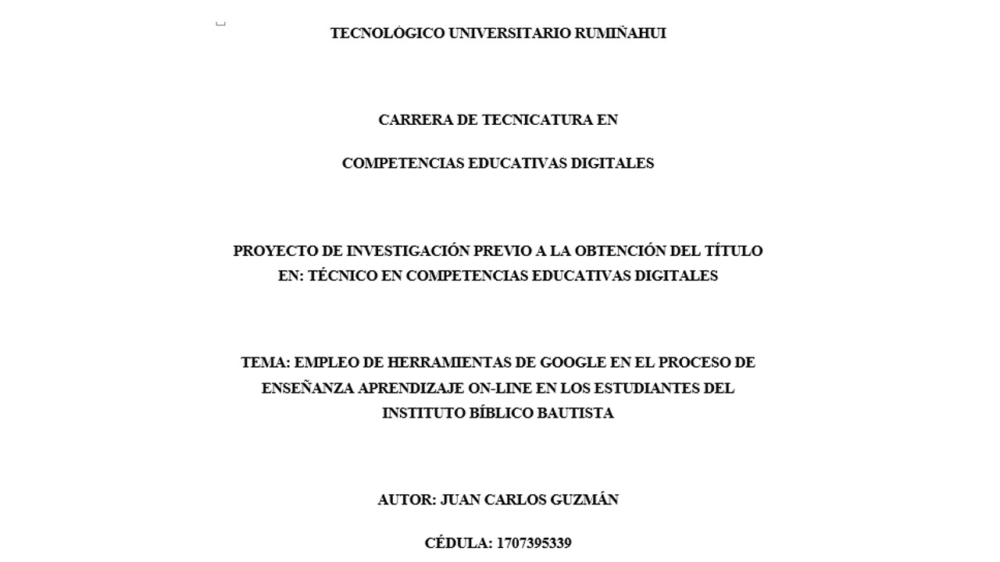 TECNOLÓGICO UNIVERSITARIO RUMIÑAHUI
CARRERA DE TECNICATURA EN
COMPETENCIAS EDUCATIVAS DIGITALES
PROYECTO DE INVESTIGACIÓN PREVIO A LA OBTENCIÓN DEL TÍTULO
EN: TÉCNICO EN COMPETENCIAS EDUCATIVAS DIGITALES
TEMA: EMPLEO DE HERRAMIENTAS DE GOOGLE EN EL PROCESO DE
ENSEÑANZA APRENDIZAJE ON-LINE EN LOS ESTUDIANTES DEL
INSTITUTO BÍBLICO BAUTISTA
AUTOR: JUAN CARLOS GUZMÁN
CÉDULA: 1707395339